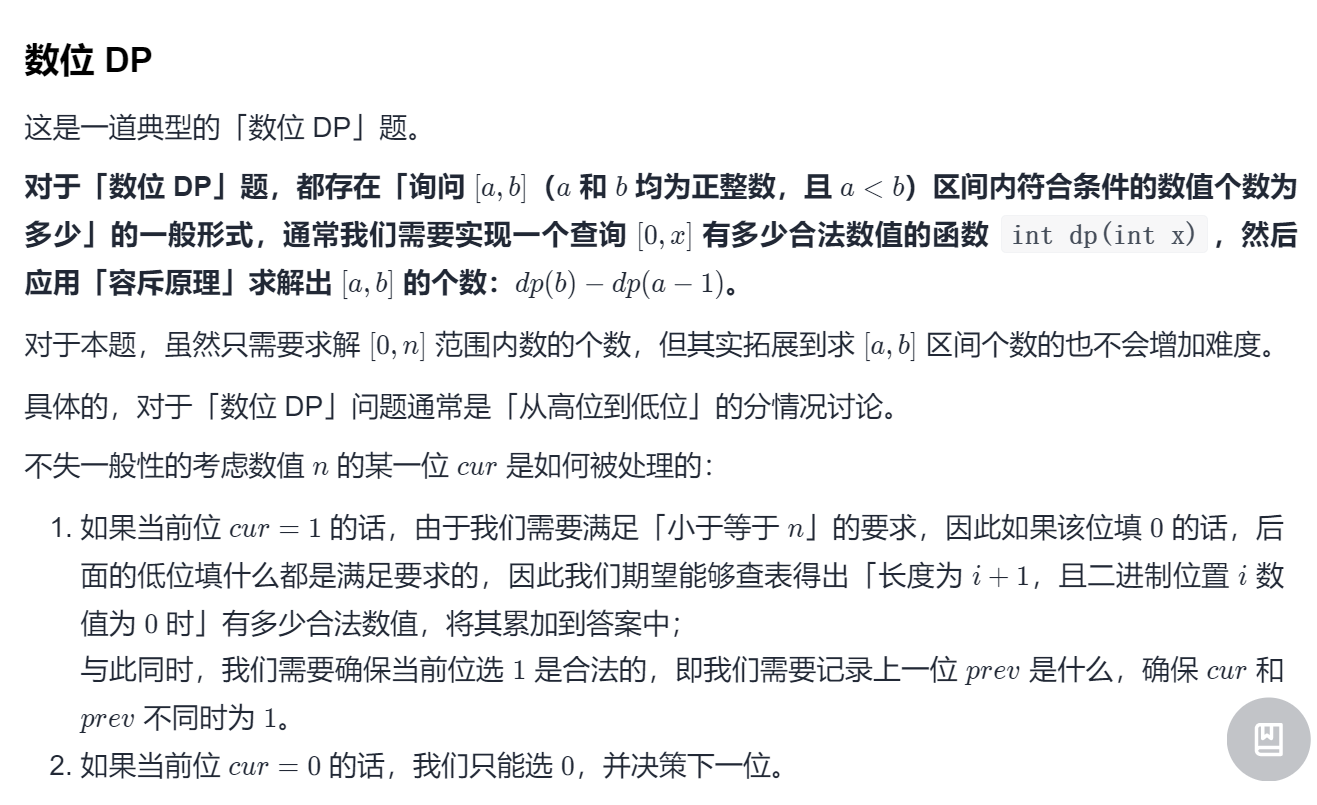 数位 DP
这是一道典型的「数位 DP」题。
对于「数位 DP」题，都存在「询问 [a, b]（a 和 b 均为正整数，且 a < b）区间内符合条件的数值个数为
多少」的一般形式，通常我们需要实现一个查询 [0, x] 有多少合法数值的函数 int dp(int x) ，然后
应用「容斥原理」求解出 [a, b] 的个数：dp(b) − dp(a − 1)。
对于本题，虽然只需要求解 [0, n] 范围内数的个数，但其实拓展到求 [a, b] 区间个数的也不会增加难度。
具体的，对于「数位 DP」问题通常是「从高位到低位」的分情况讨论。
不失一般性的考虑数值 n 的某一位 cur 是如何被处理的：
1. 如果当前位 cur = 1 的话，由于我们需要满足「小于等于 n」的要求，因此如果该位填 0 的话，后
面的低位填什么都是满足要求的，因此我们期望能够查表得出「长度为 i + 1，且二进制位置 i 数
值为 0 时」有多少合法数值，将其累加到答案中；
与此同时，我们需要确保当前位选 1 是合法的，即我们需要记录上一位 prev 是什么，确保 cur 和
prev 不同时为 1。
2. 如果当前位 cur = 0 的话，我们只能选 0，并决策下一位。